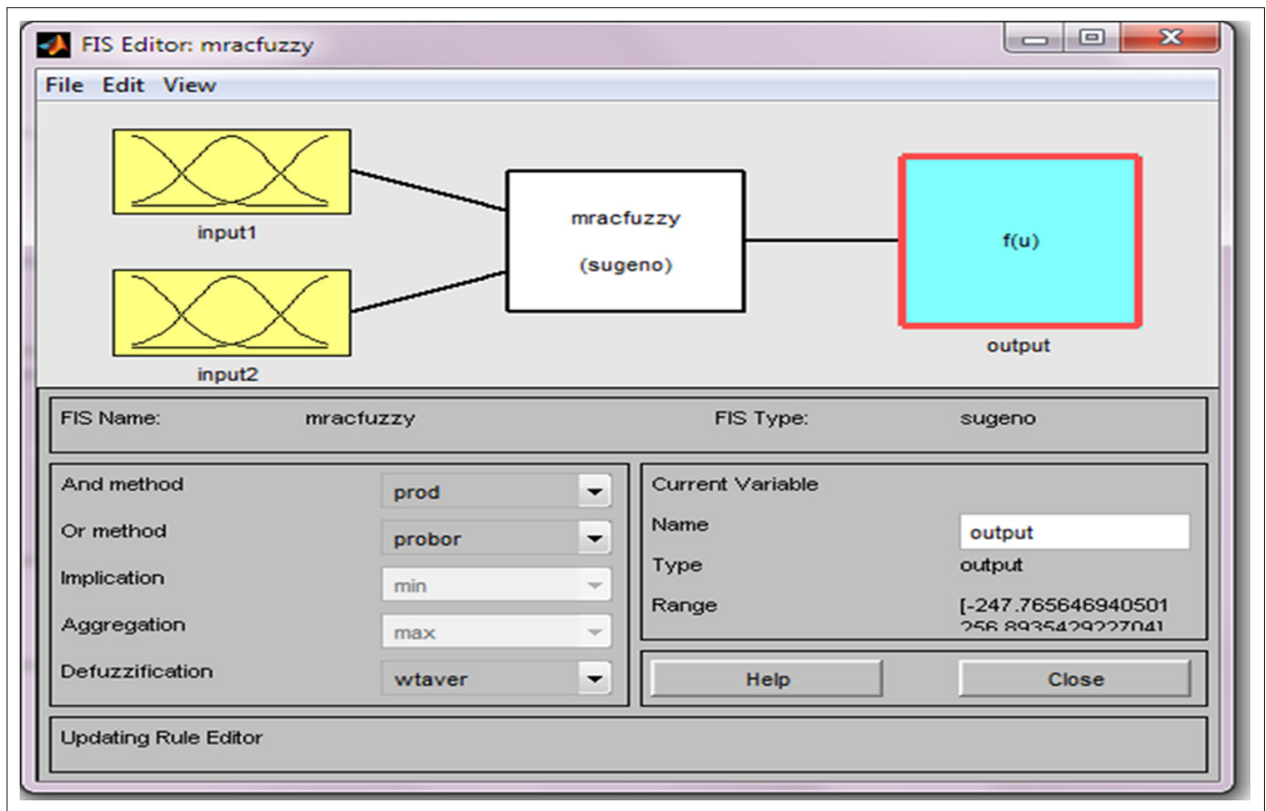 FIS Editor: mracfuzzy
File Edit View
input1
input2
mracfuzzy
(sugeno)
f(u)
output
FIS Name: mracfuzzy FIS Type: sugeno
And method prod
Or method probor
Implication min
Aggregation max
Defuzzification wtaver
Current Variable
Name output
Type output
Range [-247.765646940501
256.893542922704]
Help Close
Updating Rule Editor